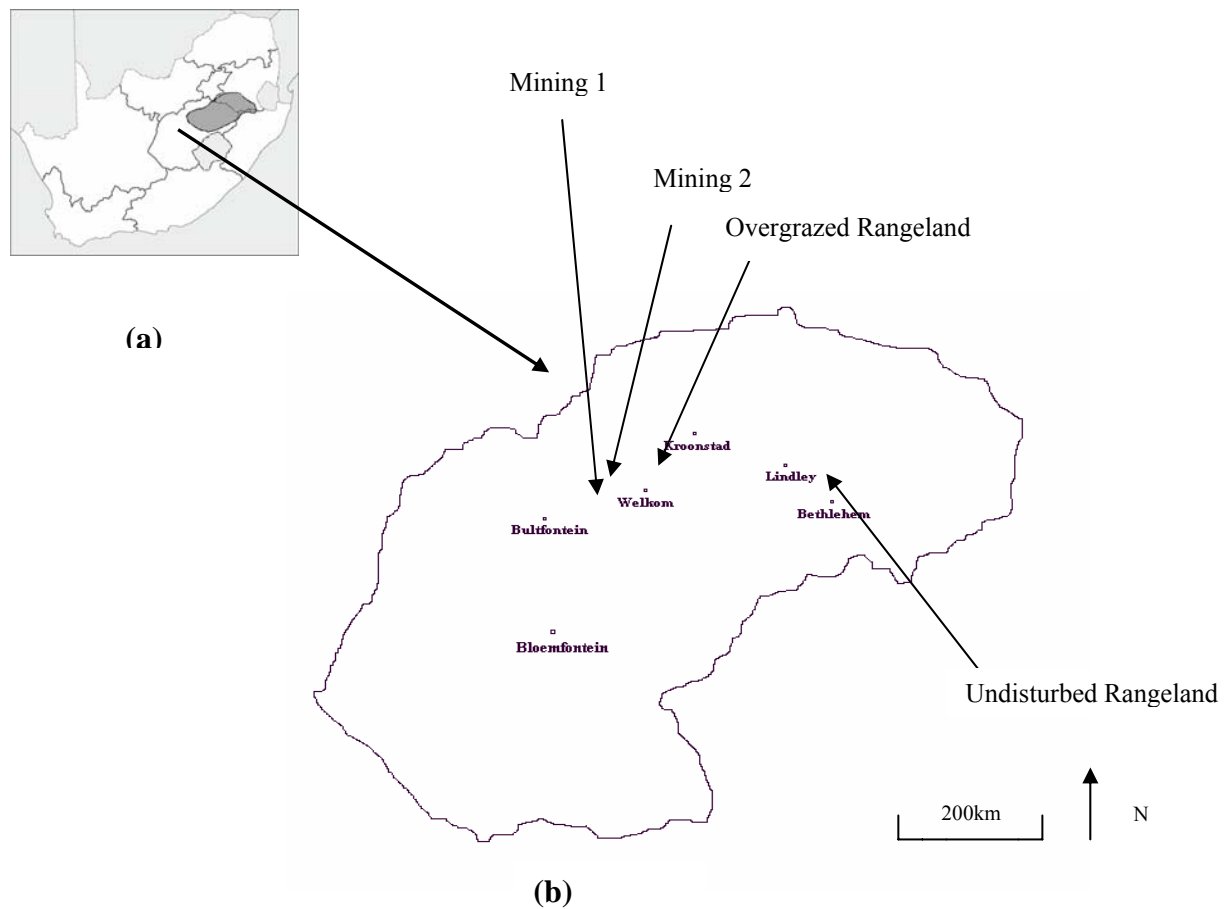 Mining 1
Mining 2
Overgrazed Rangeland
(a)
Kroonstad
Lindley
Welkom
Bethlehem
Bultfontein
Bloemfontein
Undisturbed Rangeland
200km
N
(b)